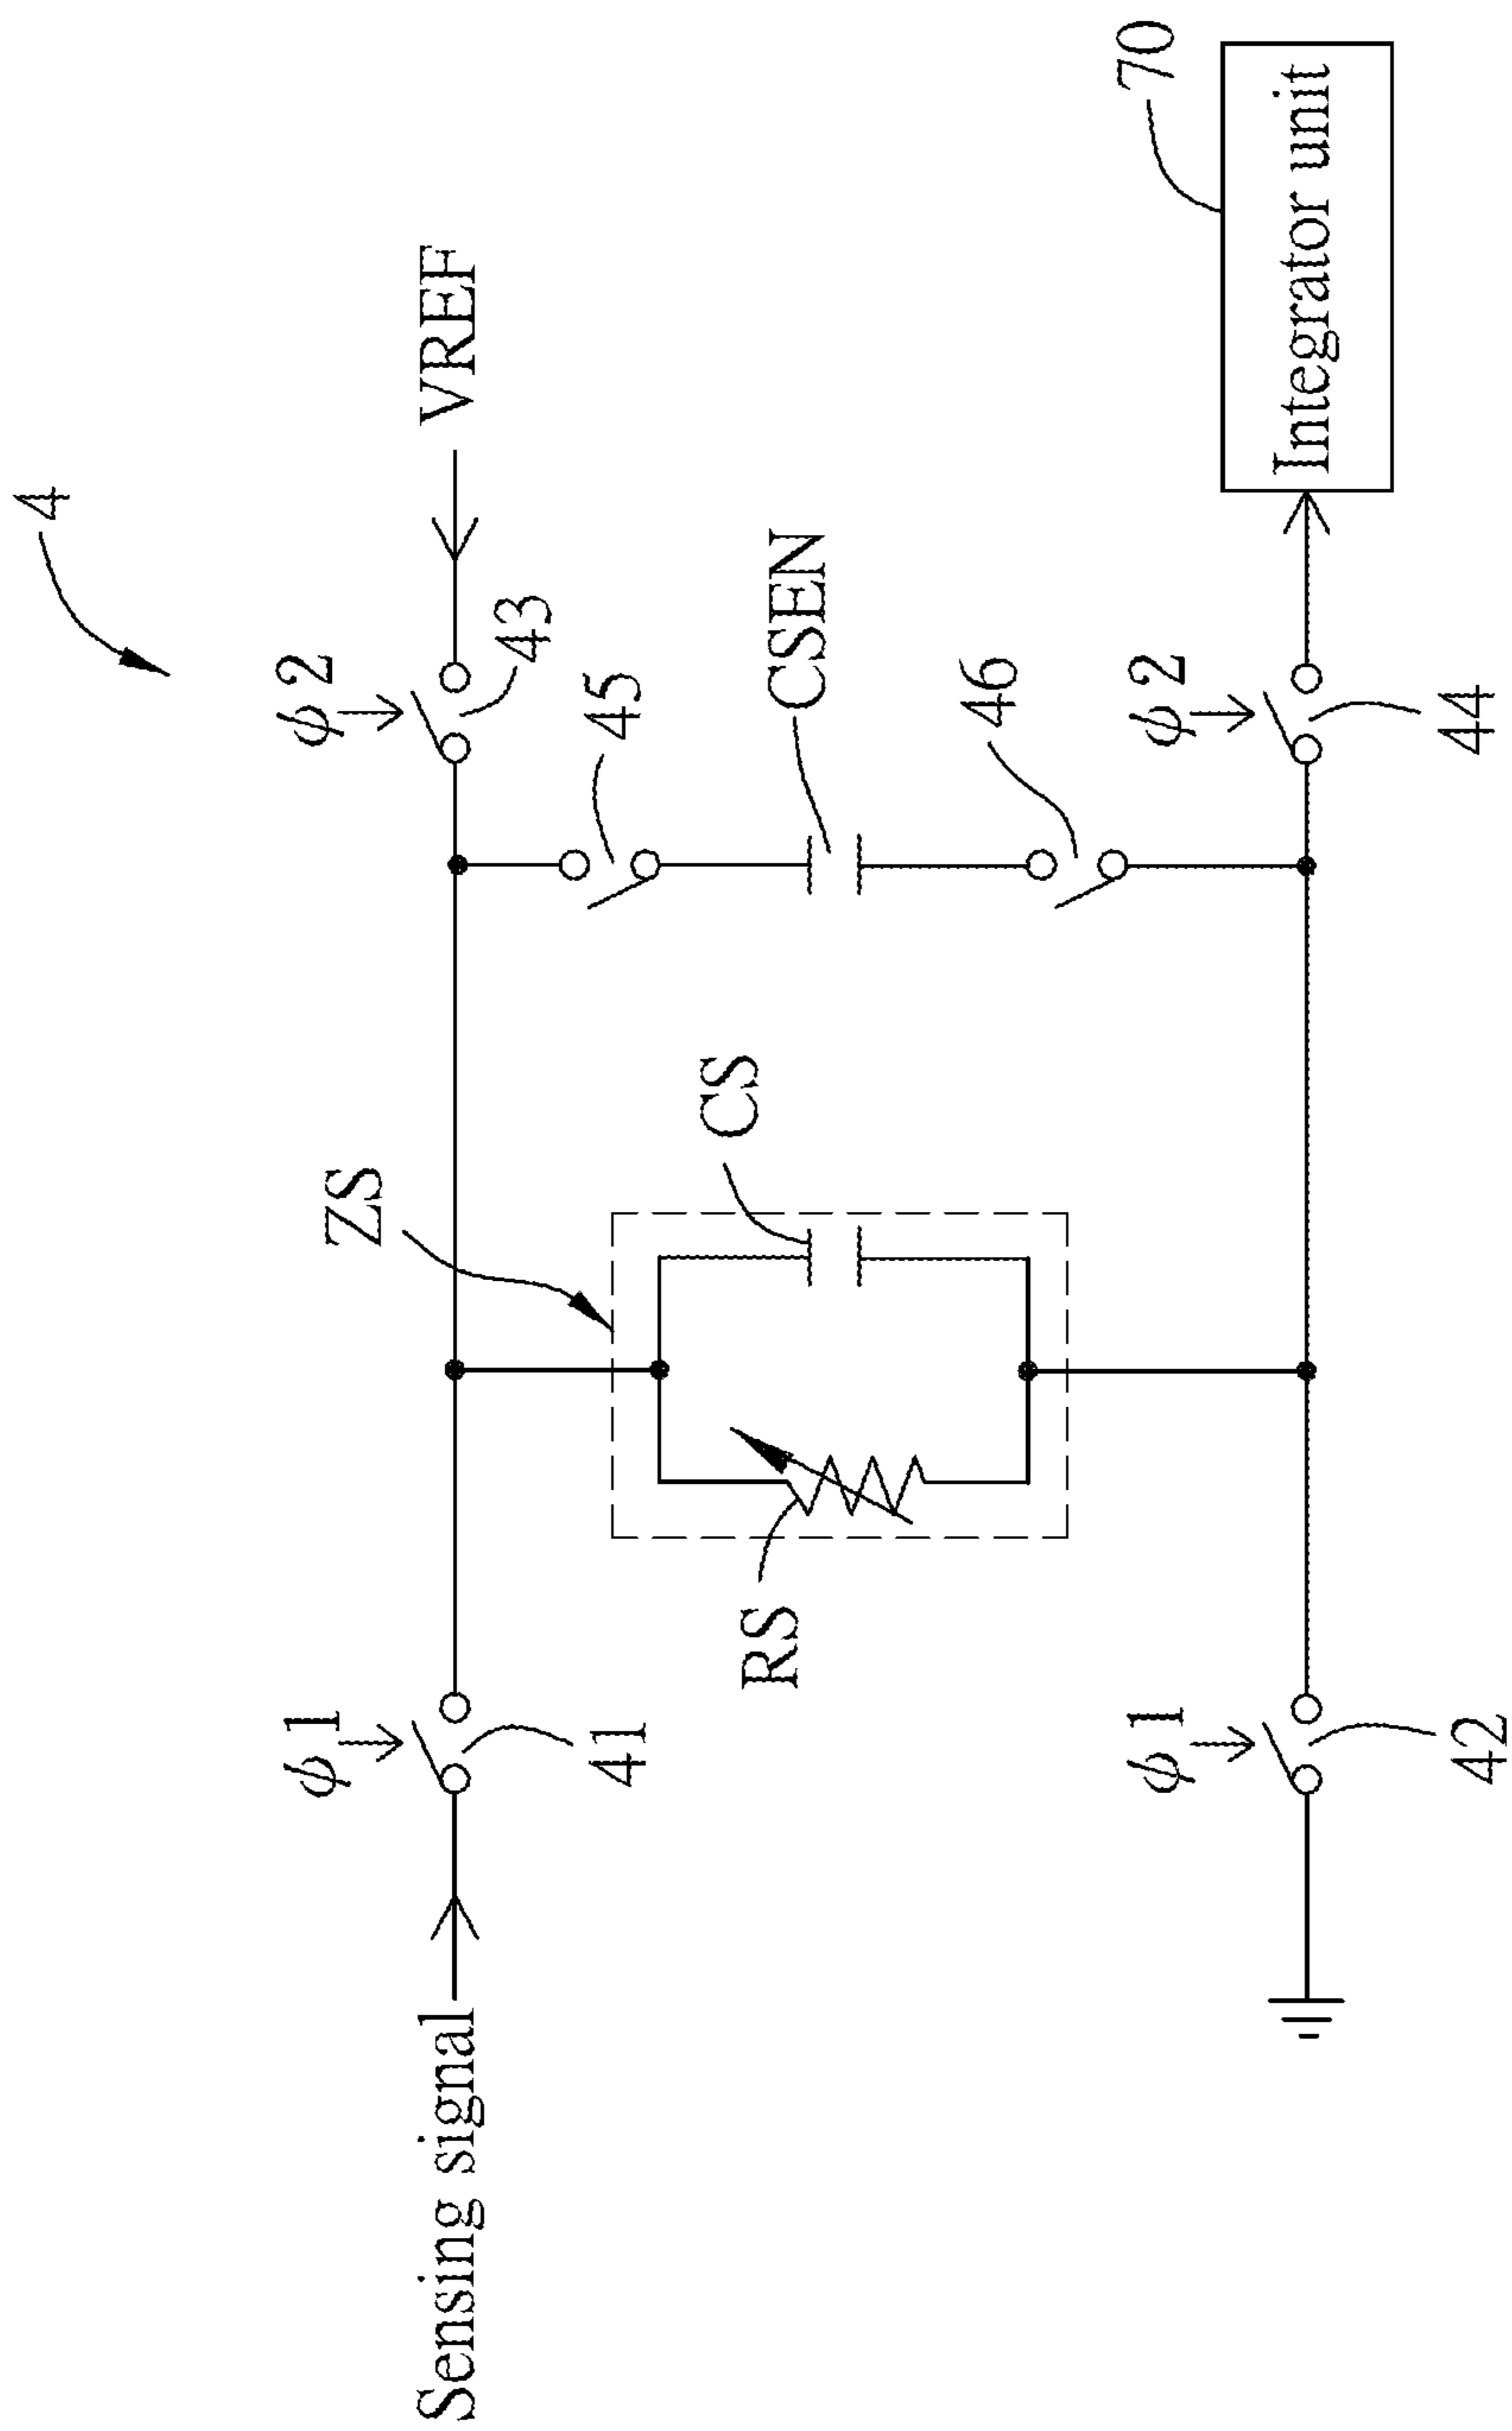 4
φ2
VREF
43
φ1
ZS
41
45
Sensing signal
CSEN
CS
RS
46
φ1
φ2
70
Integrator unit
42
44